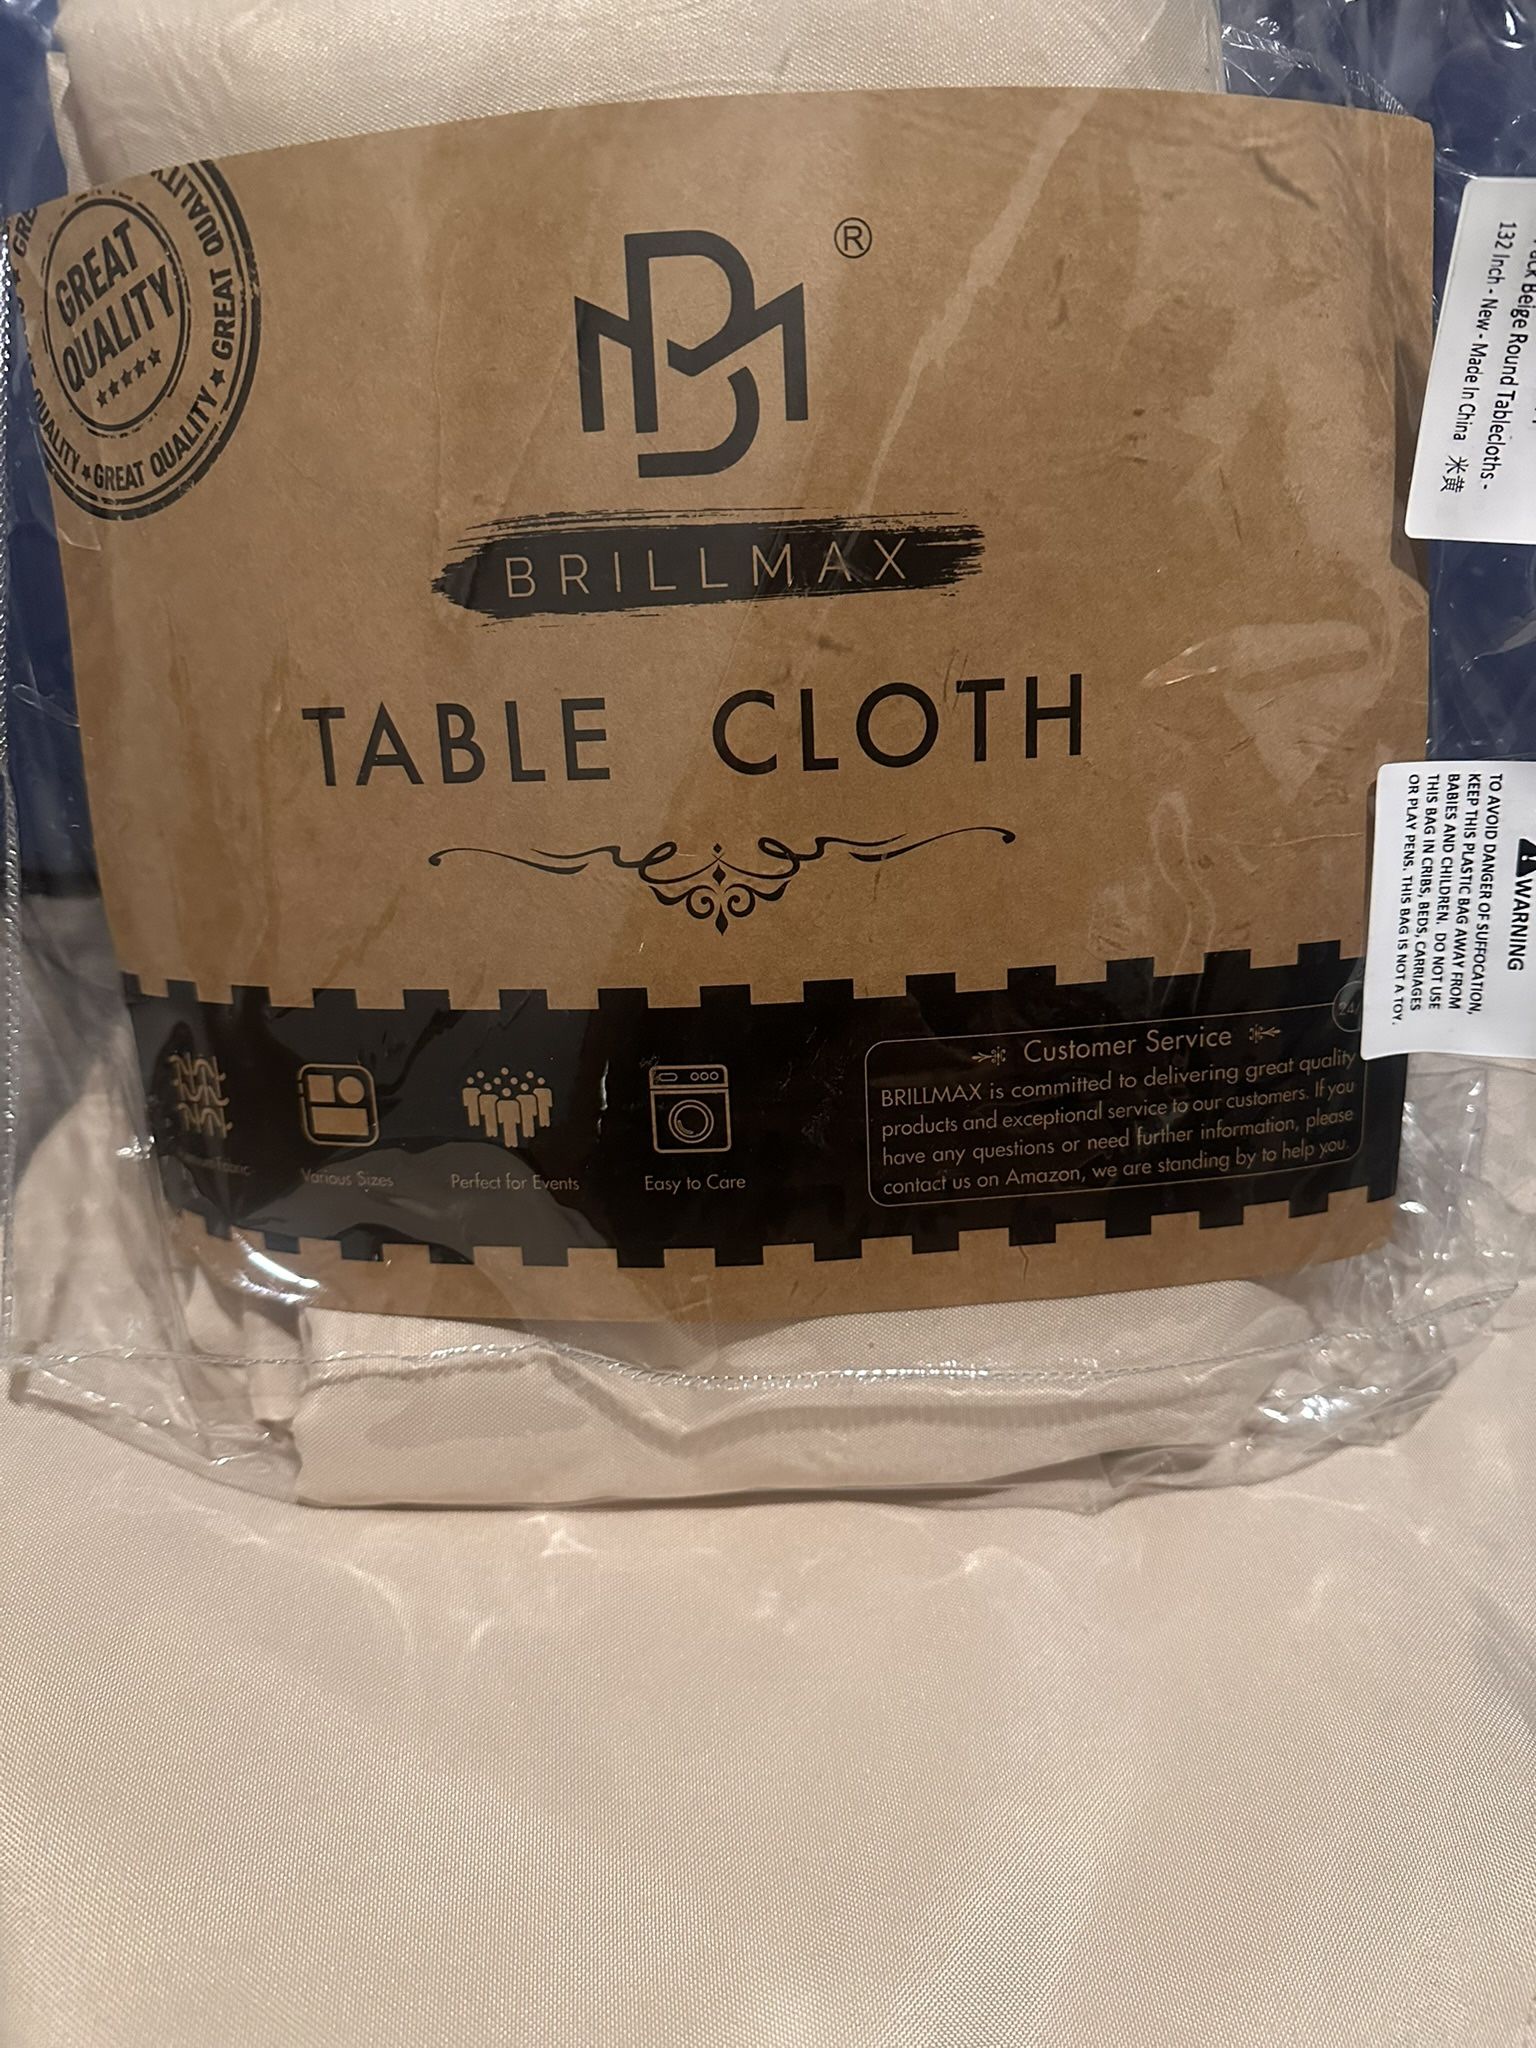 GREAT
QUALITY
GREAT QUALITY ★ GREAT QUALITY ★
®
BM
BRILLMAX
TABLE CLOTH
Various Sizes
Perfect for Events
Easy to Care
Customer Service
BRILLMAX is committed to delivering great quality
products and exceptional service to our customers. If you
have any questions or need further information, please
contact us on Amazon, we are standing by to help you.
Beige Round Tablecloths -
132 Inch - New - Made In China 米黄
WARNING
TO AVOID DANGER OF SUFFOCATION,
KEEP THIS PLASTIC BAG AWAY FROM
BABIES AND CHILDREN. DO NOT USE
THIS BAG IN CRIBS, BEDS, CARRIAGES
OR PLAY PENS. THIS BAG IS NOT A TOY.